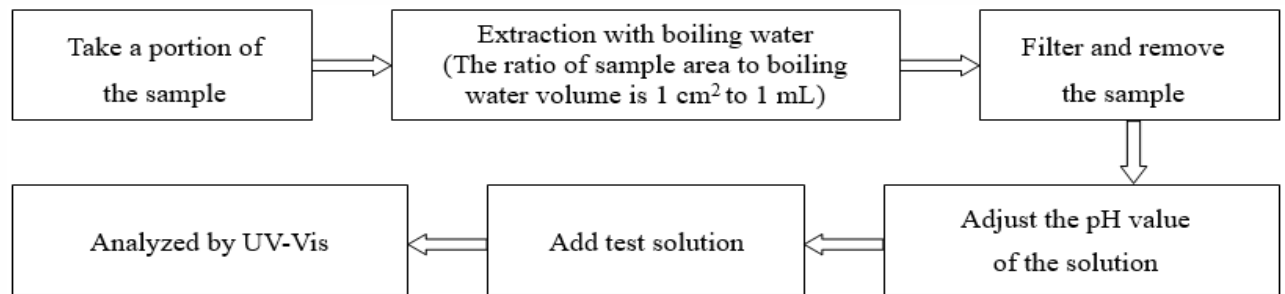 Take a portion of
the sample
Extraction with boiling water
(The ratio of sample area to boiling
water volume is 1 cm² to 1 mL)
Filter and remove
the sample
Adjust the pH value
of the solution
Add test solution
Analyzed by UV-Vis